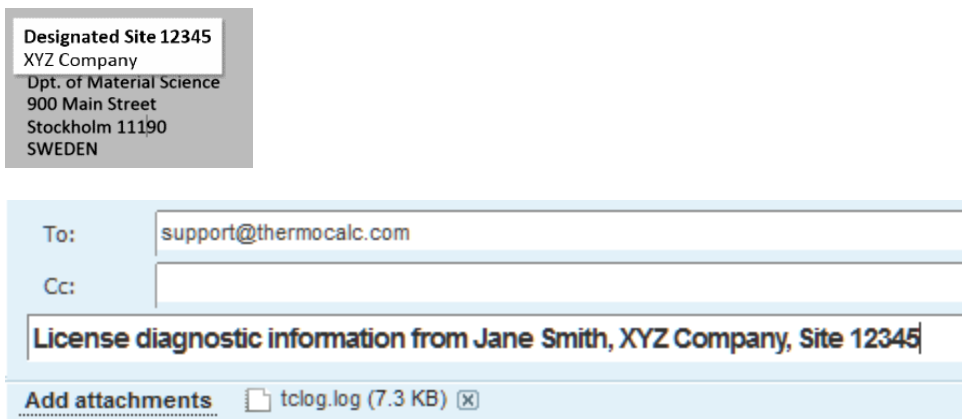 Designated Site 12345
XYZ Company
Dpt. of Material Science
900 Main Street
Stockholm 11190
SWEDEN
To: support@thermocalc.com
Cc:
License diagnostic information from Jane Smith, XYZ Company, Site 12345
Add attachments tclog.log (7.3 KB)